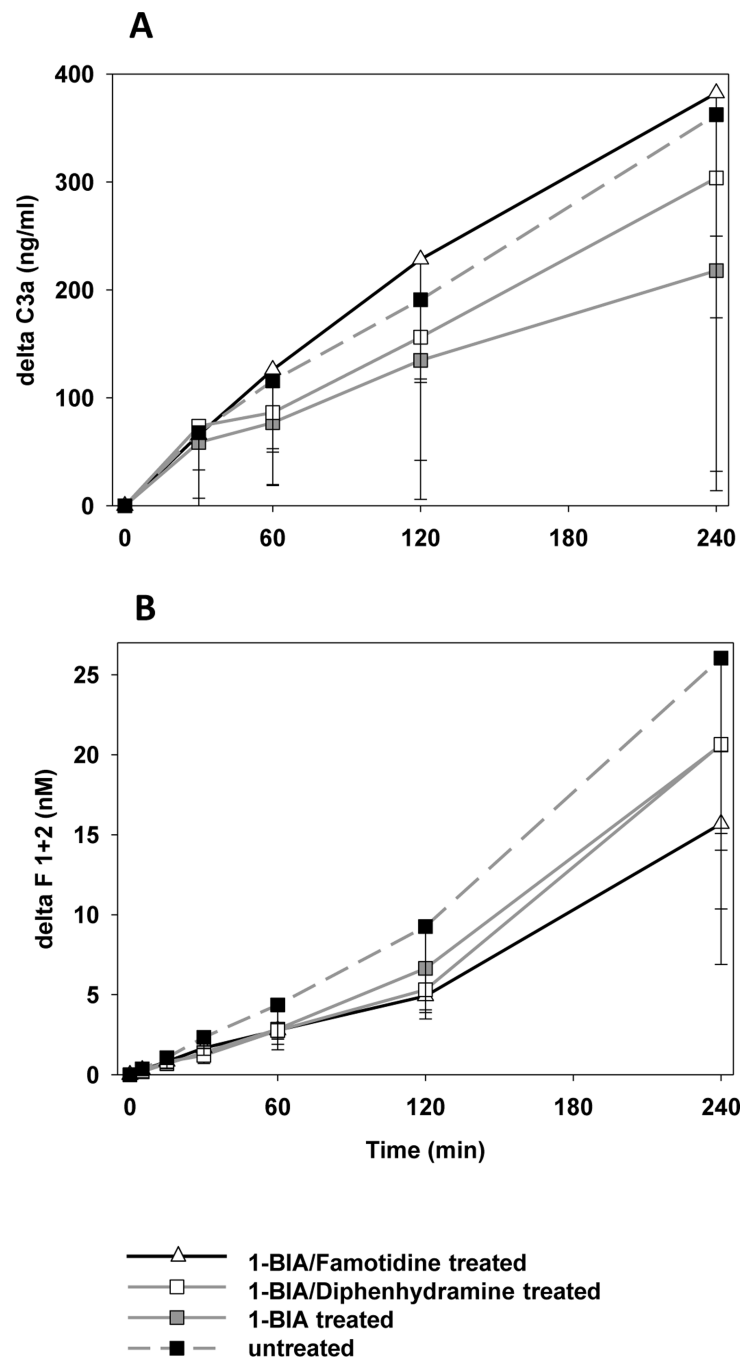 A
400
300
200
100
0
delta C3a (ng/ml)
0 60 120 180 240
B
25
20
15
10
5
0
delta F 1+2 (nM)
0 60 120 180 240
Time (min)
1-BIA/Famotidine treated
1-BIA/Diphenhydramine treated
1-BIA treated
untreated